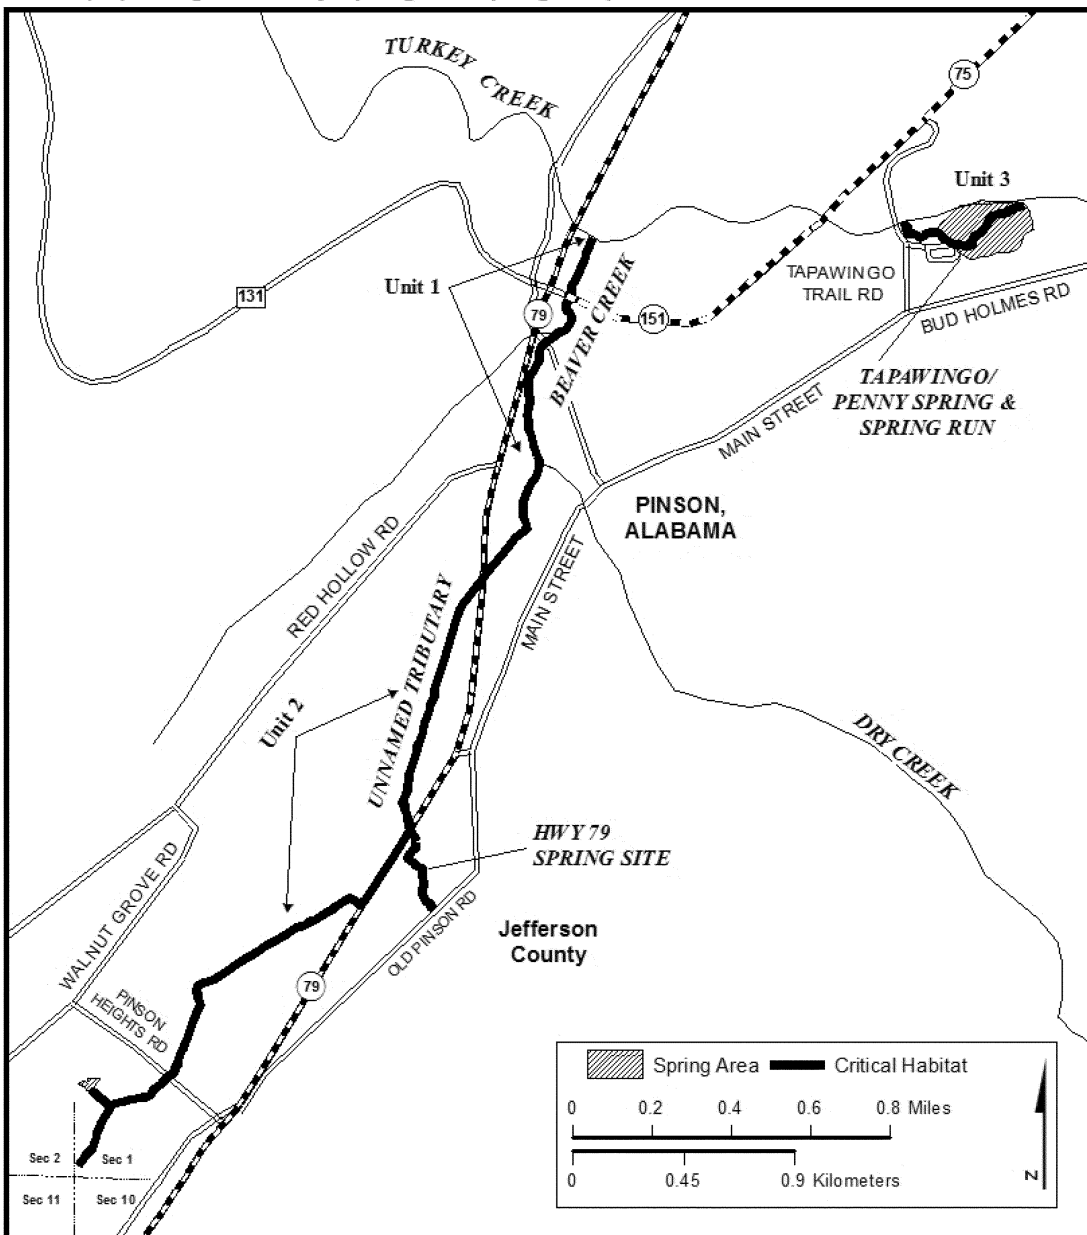 TURKEY CREEK
75
Unit 3
Unit 1
131
79
151
BEAVER CREEK
TAPAWINGO
TRAIL RD
BUD HOLMES RD
TAPAWINGO/
PENNY SPRING &
SPRING RUN
MAIN STREET
PINSON,
ALABAMA
RED HOLLOW RD
MAIN STREET
UNNAMED TRIBUTARY
Unit 2
DRY CREEK
HWY 79
SPRING SITE
WALNUT GROVE RD
OLD PINSON RD
Jefferson
County
79
PINSON
HEIGHTS RD
Spring Area
Critical Habitat
0 0.2 0.4 0.6 0.8 Miles
0 0.45 0.9 Kilometers
N
Sec 2 Sec 1
Sec 11 Sec 10